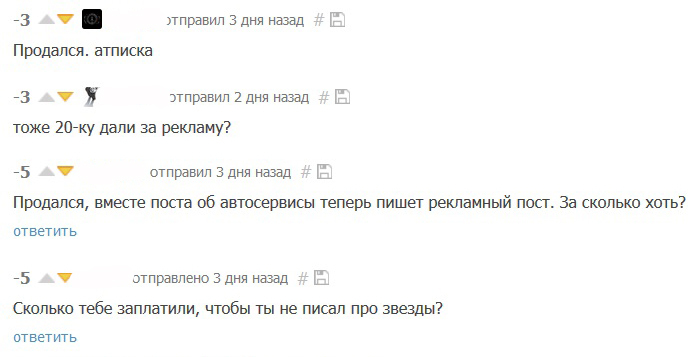 -3 отправил 3 дня назад #
Продался. атписка
-3 отправил 2 дня назад #
тоже 20-ку дали за рекламу?
-5 отправил 3 дня назад #
Продался, вместе поста об автосервисы теперь пишет рекламный пост. За сколько хоть?
ответить
-5 отправлено 3 дня назад #
Сколько тебе заплатили, чтобы ты не писал про звезды?
ответить